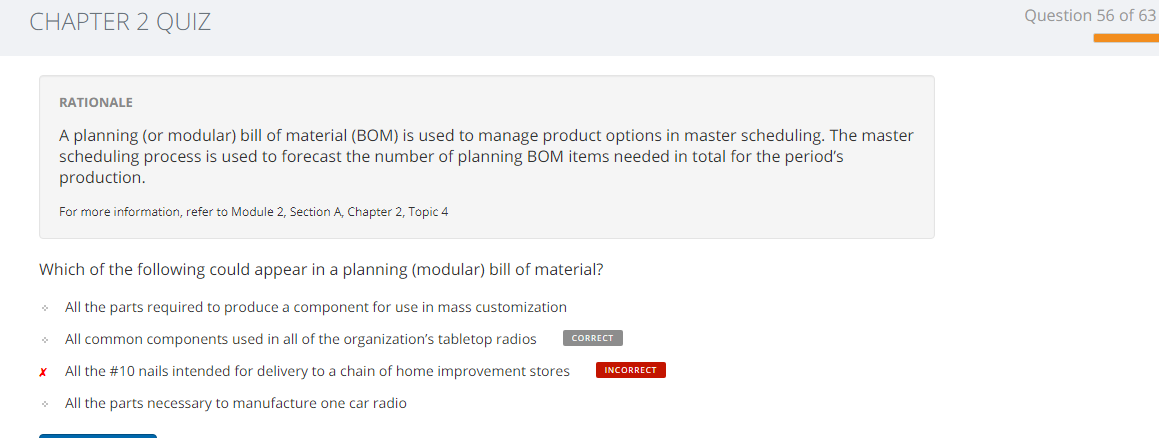 CHAPTER 2 QUIZ
Question 56 of 63
RATIONALE
A planning (or modular) bill of material (BOM) is used to manage product options in master scheduling. The master
scheduling process is used to forecast the number of planning BOM items needed in total for the period's
production.
For more information, refer to Module 2, Section A, Chapter 2, Topic 4
Which of the following could appear in a planning (modular) bill of material?
All the parts required to produce a component for use in mass customization
All common components used in all of the organization's tabletop radios CORRECT
✗ All the #10 nails intended for delivery to a chain of home improvement stores INCORRECT
All the parts necessary to manufacture one car radio